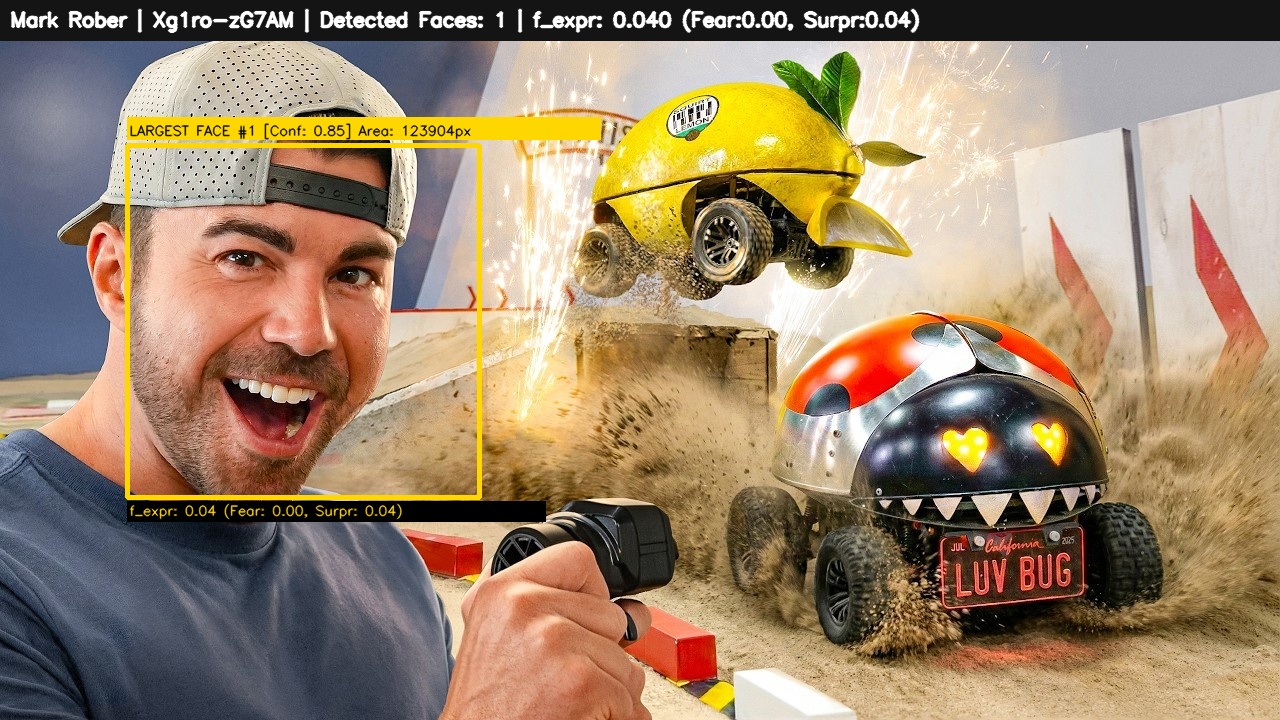 Mark Rober | Xg1ro-zG7AM | Detected Faces: 1 | f_expr: 0.040 (Fear:0.00, Surpr:0.04)
LARGEST FACE #1 [Conf: 0.85] Area: 123904px
LEMON
f_expr: 0.04 (Fear: 0.00, Surpr: 0.04)
JUL California 2025
LUV BUG